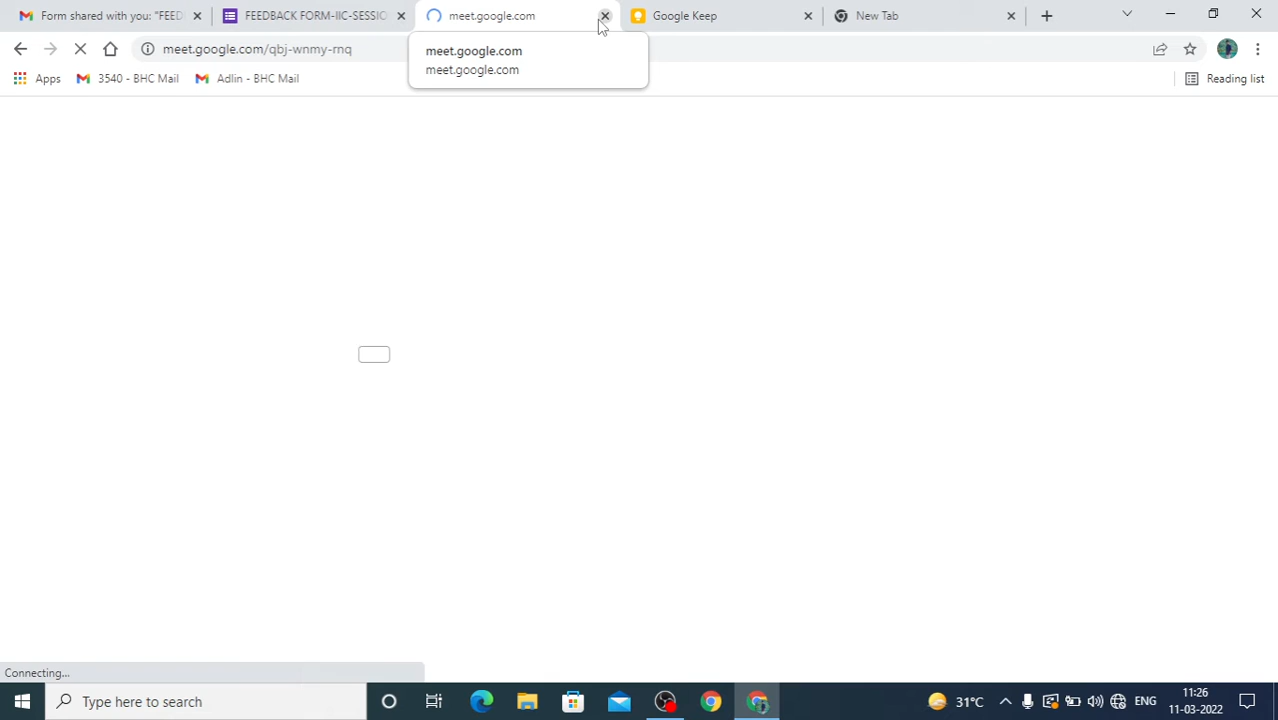 Form shared with you: "FEED
FEEDBACK FORM-IIC-SESSIO
meet.google.com
Google Keep
New Tab
meet.google.com/qbj-wnmy-rnq
meet.google.com
meet.google.com
Apps
3540 - BHC Mail
Adlin - BHC Mail
Reading list
Connecting...
Type here to search
31°C
ENG
11:26
11-03-2022